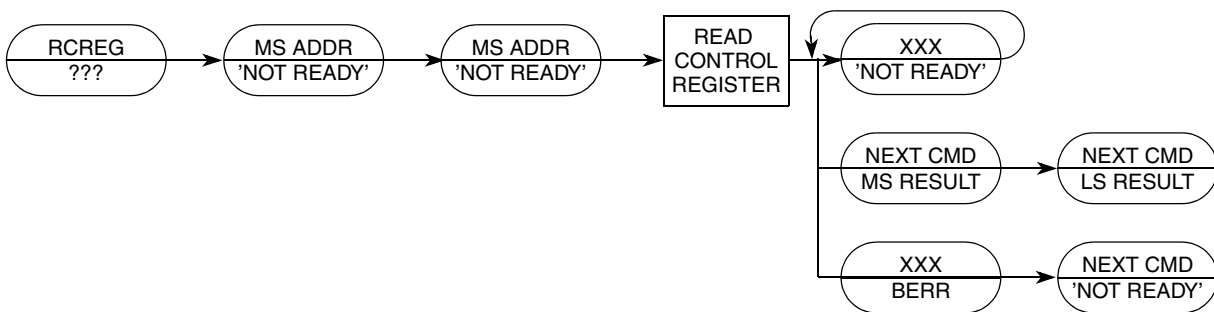 RCREG
???
MS ADDR
'NOT READY'
MS ADDR
'NOT READY'
READ
CONTROL
REGISTER
XXX
'NOT READY'
NEXT CMD
MS RESULT
NEXT CMD
LS RESULT
XXX
BERR
NEXT CMD
'NOT READY'